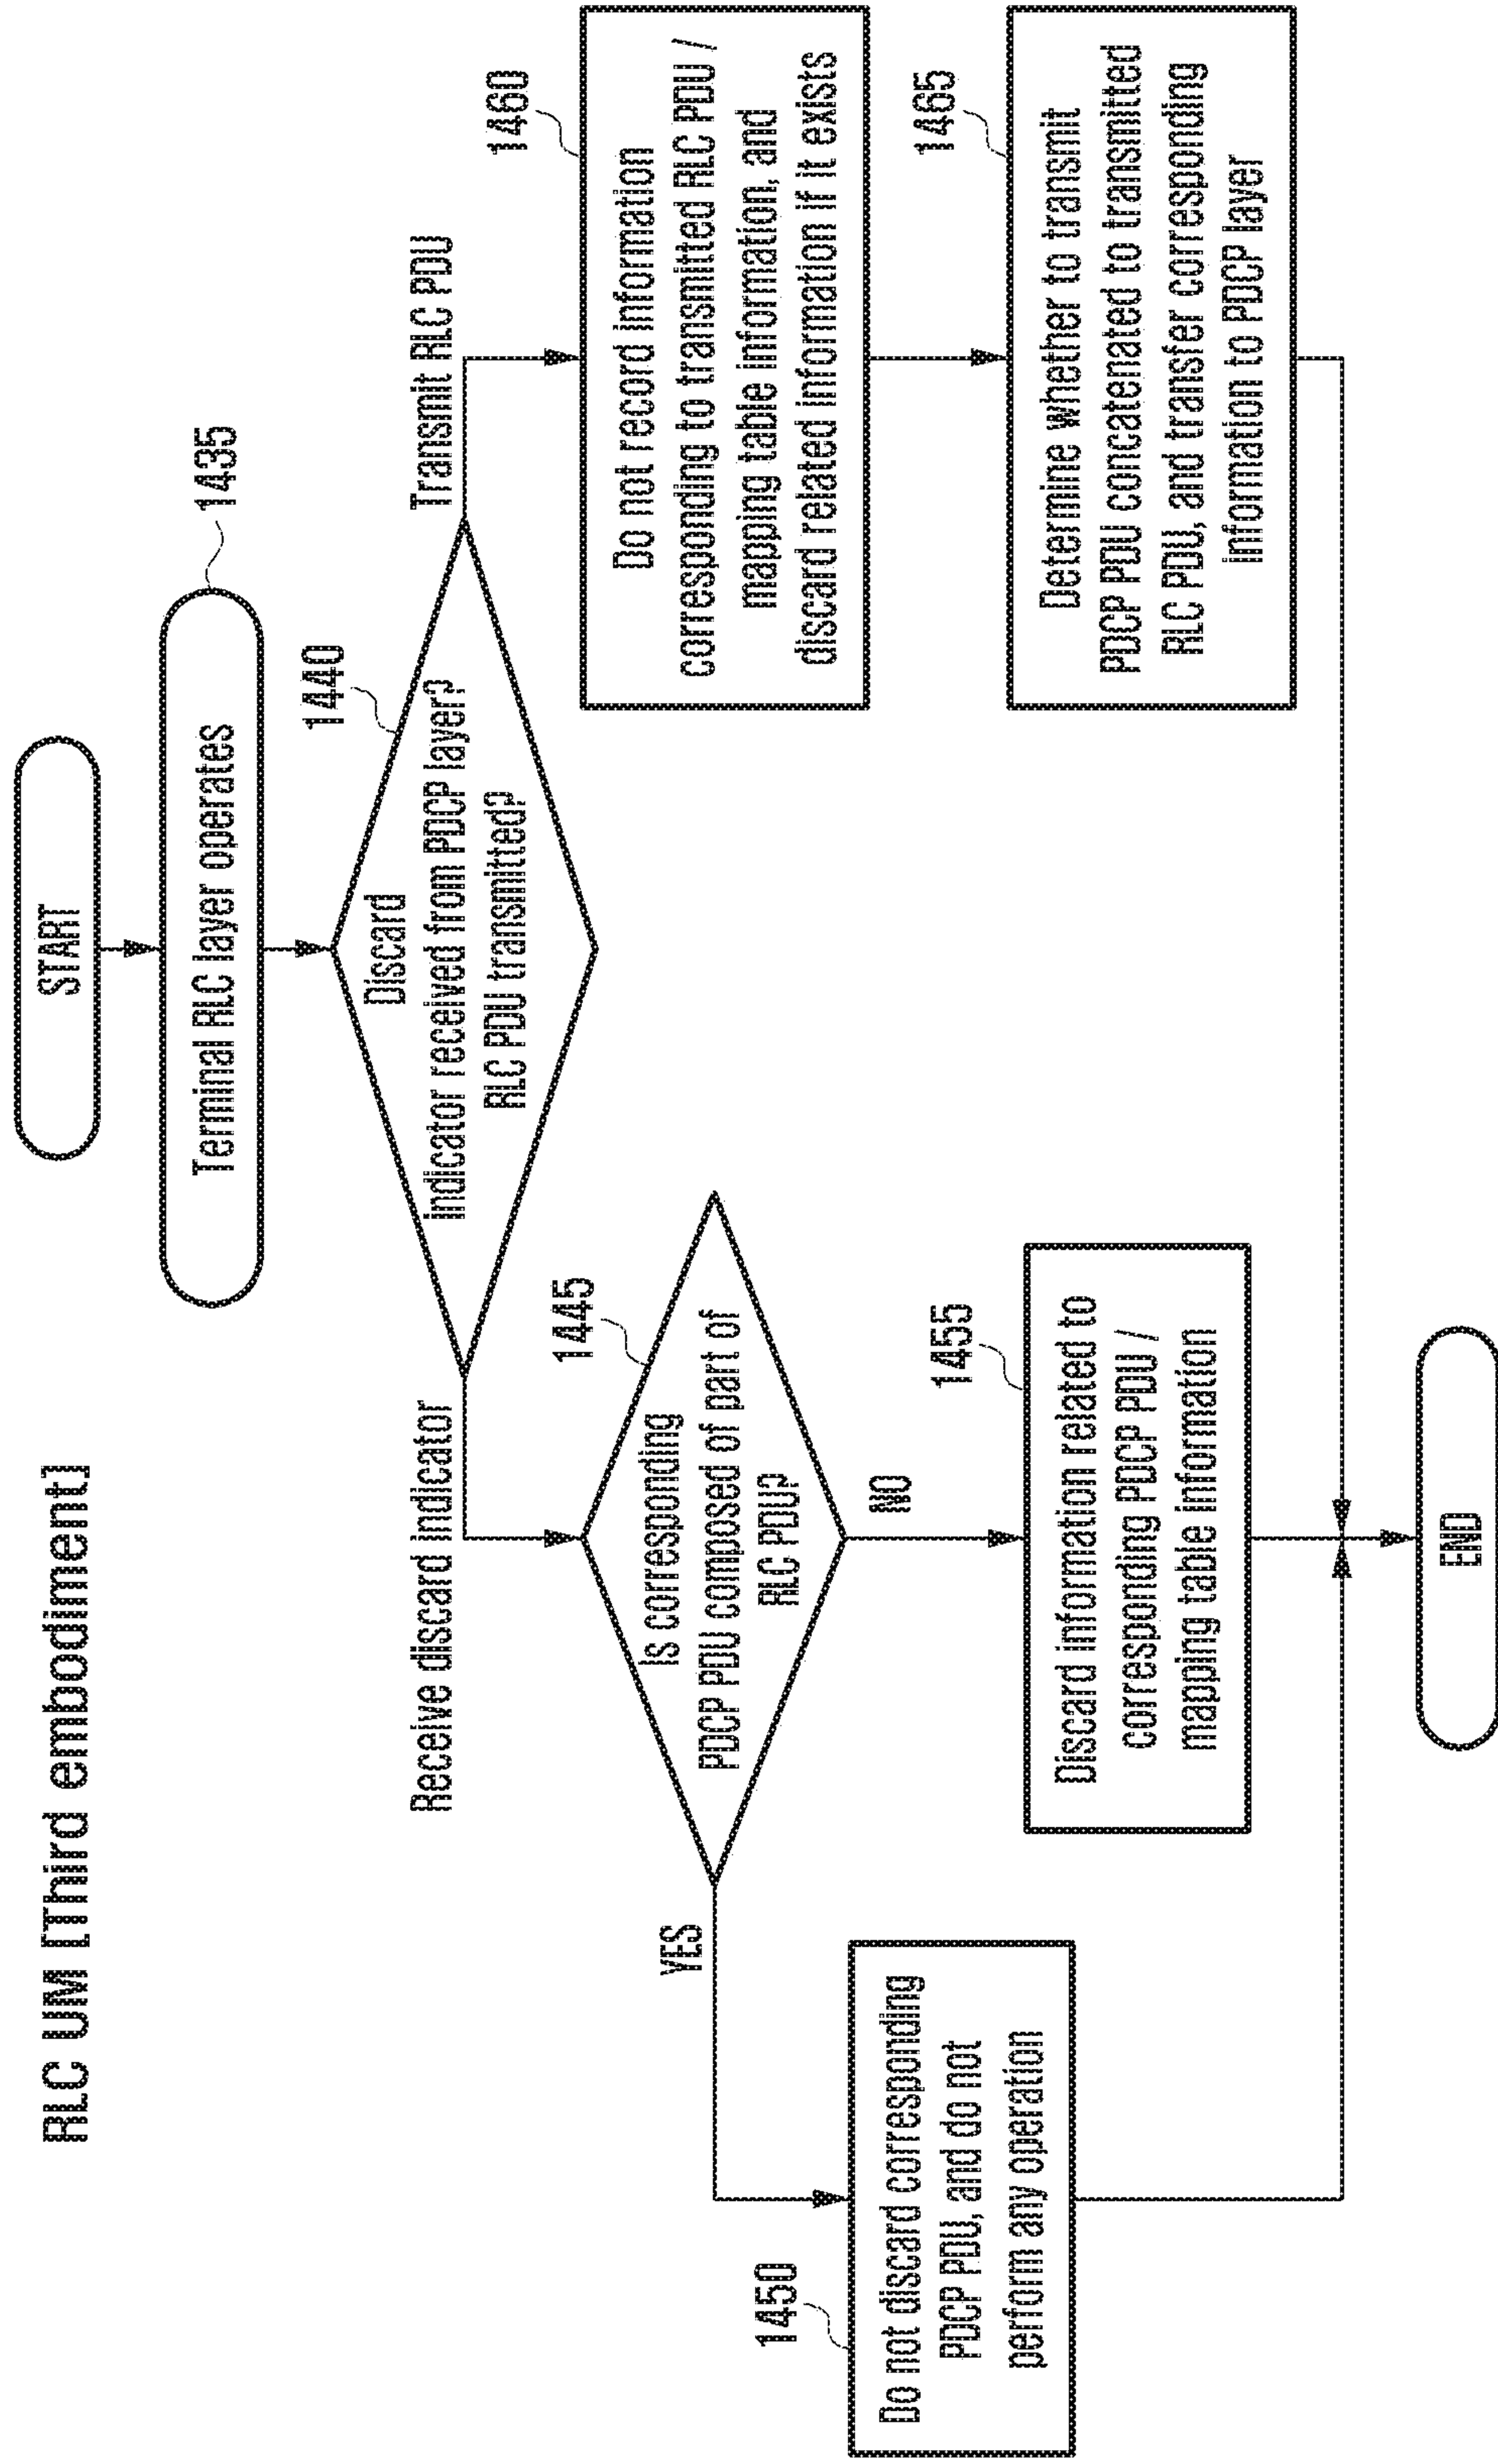 RLC UM [Third embodiment]
START
Terminal RLC layer operates
1435
1440
Discard
indicator received from PDCP layer?
RLC PDU transmitted?
Receive discard indicator
Transmit RLC PDU
1445
Is corresponding
PDCP PDU composed of part of
RLC PDU?
YES
NO
1450
Do not discard corresponding
PDCP PDU, and do not
perform any operation
1455
Discard information related to
corresponding PDCP PDU /
mapping table information
1460
Do not record information
corresponding to transmitted RLC PDU /
mapping table information, and
discard related information if it exists
1465
Determine whether to transmit
PDCP PDU concatenated to transmitted
RLC PDU, and transfer corresponding
information to PDCP layer
END